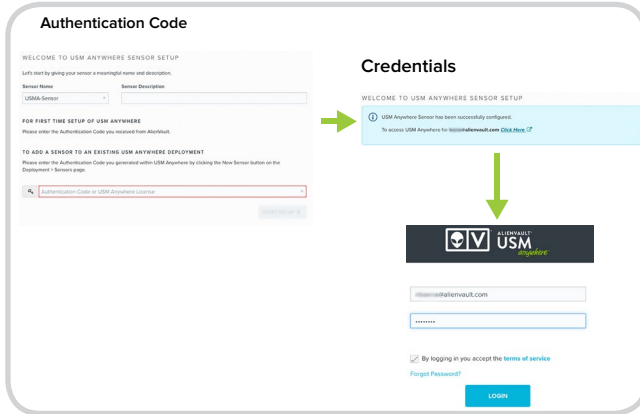 Authentication Code
WELCOME TO USM ANYWHERE SENSOR SETUP
Let's start by giving your sensor a meaningful name and description.
Sensor Name
Sensor Description
USMA-Sensor
FOR FIRST TIME SETUP OF USM ANYWHERE
Please enter the Authentication Code you received from AlienVault.
TO ADD A SENSOR TO AN EXISTING USM ANYWHERE DEPLOYMENT
Please enter the Authentication Code you generated within USM Anywhere by clicking the New Sensor button on the
Deployment > Sensors page.
Authentication Code or USM Anywhere License
Credentials
WELCOME TO USM ANYWHERE SENSOR SETUP
USM Anywhere Sensor has been successfully configured.
To access USM Anywhere for @alienvault.com Click Here
ALIENVAULT
USM
anywhere
@alienvault.com
By logging in you accept the terms of service
Forgot Password?
LOGIN